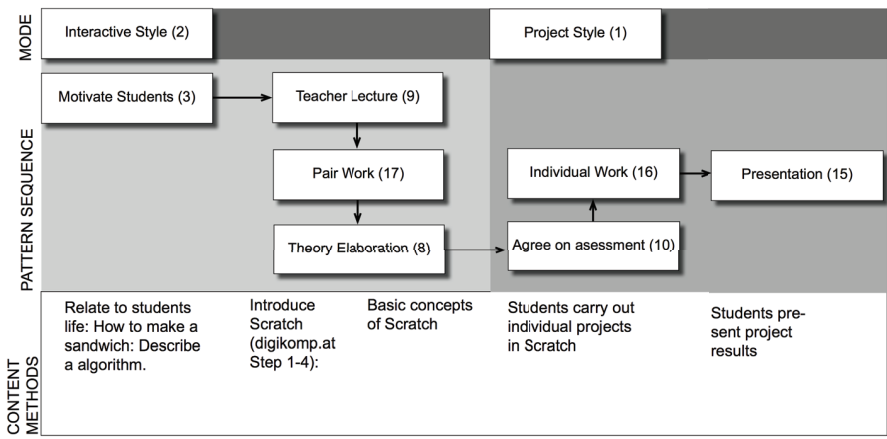 MODE
Interactive Style (2)
Project Style (1)
PATTERN SEQUENCE
Motivate Students (3)
Teacher Lecture (9)
Pair Work (17)
Theory Elaboration (8)
Agree on asessment (10)
Individual Work (16)
Presentation (15)
CONTENT
METHODS
Relate to students
life: How to make a
sandwich: Describe
a algorithm.
Introduce
Scratch
(digikomp.at
Step 1-4):
Basic concepts
of Scratch
Students carry out
individual projects
in Scratch
Students pre-
sent project
results